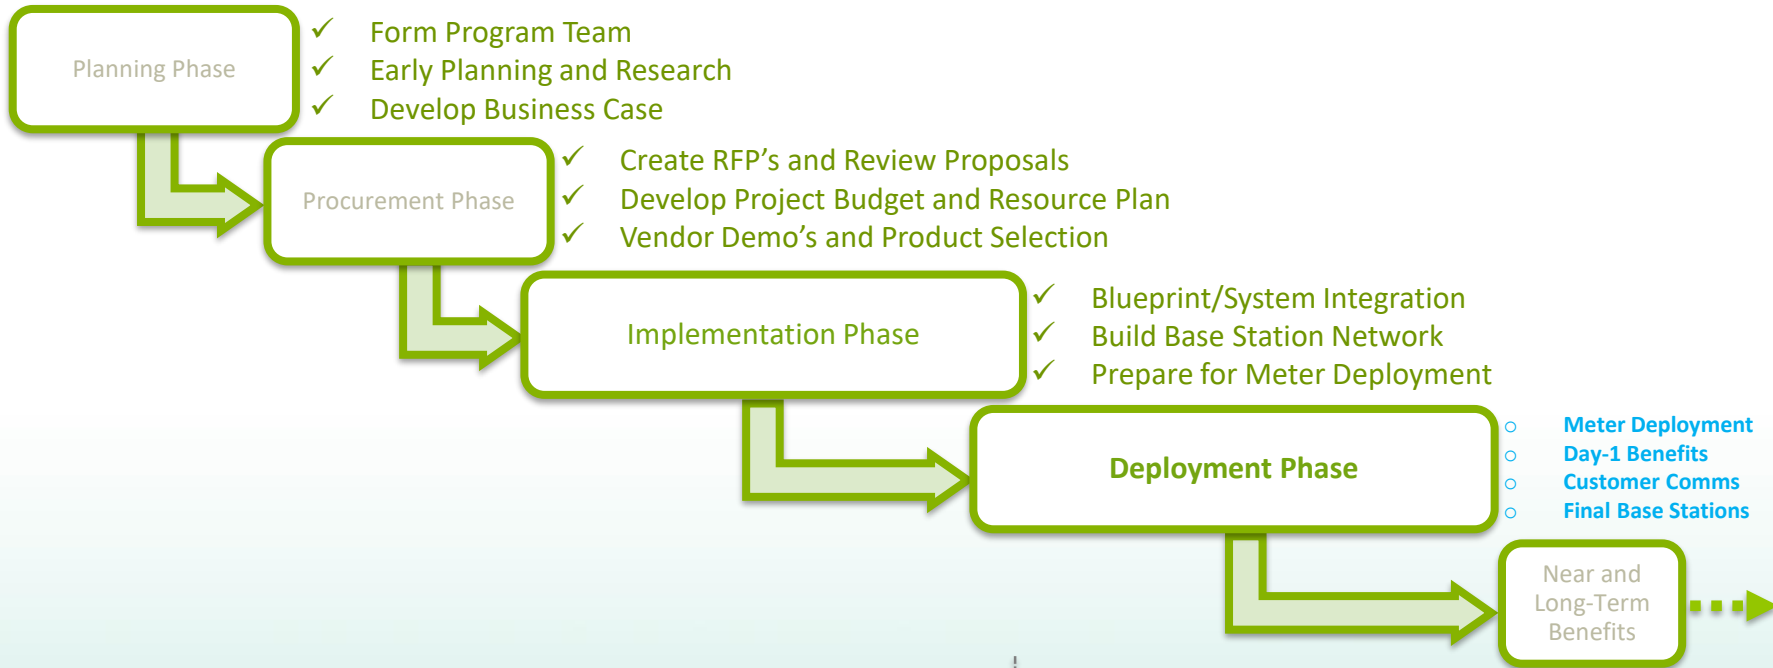 Planning Phase
✓ Form Program Team
✓ Early Planning and Research
✓ Develop Business Case
Procurement Phase
✓ Create RFP's and Review Proposals
✓ Develop Project Budget and Resource Plan
✓ Vendor Demo’s and Product Selection
Implementation Phase
✓ Blueprint/System Integration
✓ Build Base Station Network
✓ Prepare for Meter Deployment
Deployment Phase
○ Meter Deployment
○ Day-1 Benefits
○ Customer Comms
○ Final Base Stations
Near and
Long-Term
Benefits